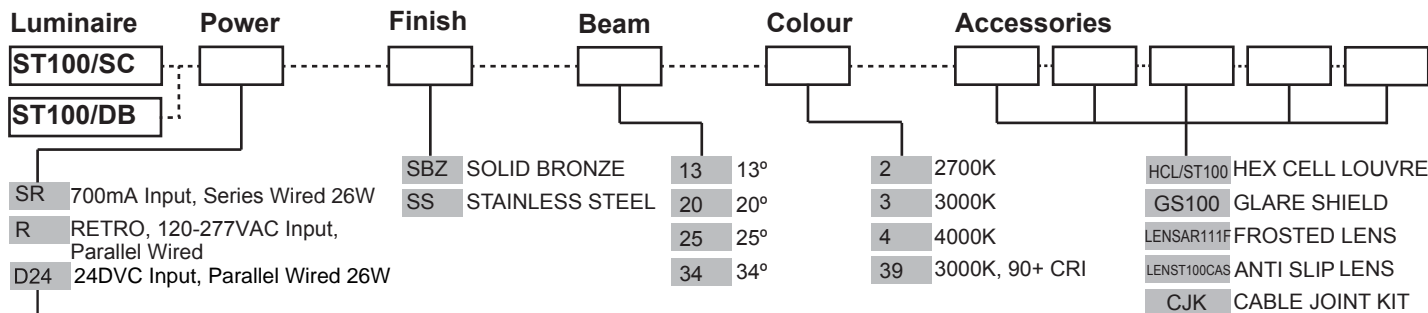 Luminaire Power Finish Beam Colour Accessories
ST100/SC
ST100/DB
SR 700mA Input, Series Wired 26W
R RETRO, 120-277VAC Input,
Parallel Wired
D24 24DVC Input, Parallel Wired 26W
SBZ SOLID BRONZE
SS STAINLESS STEEL
13 13º
20 20º
25 25º
34 34º
2 2700K
3 3000K
4 4000K
39 3000K, 90+ CRI
HCL/ST100 HEX CELL LOUVRE
GS100 GLARE SHIELD
LENSAR111F FROSTED LENS
LENST100CAS ANTI SLIP LENS
CJK CABLE JOINT KIT